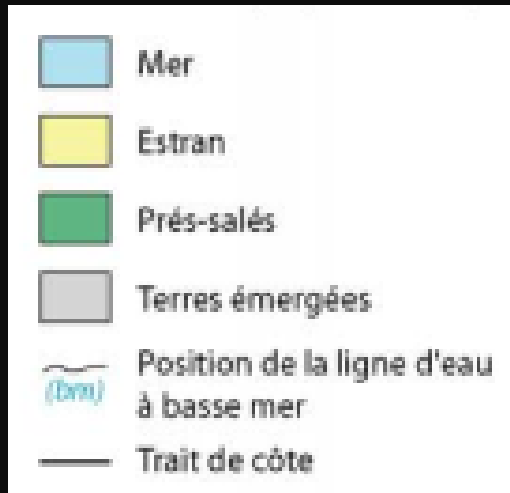 Mer
Estran
Prés-salés
Terres émergées
(bm) Position de la ligne d'eau
à basse mer
Trait de côte